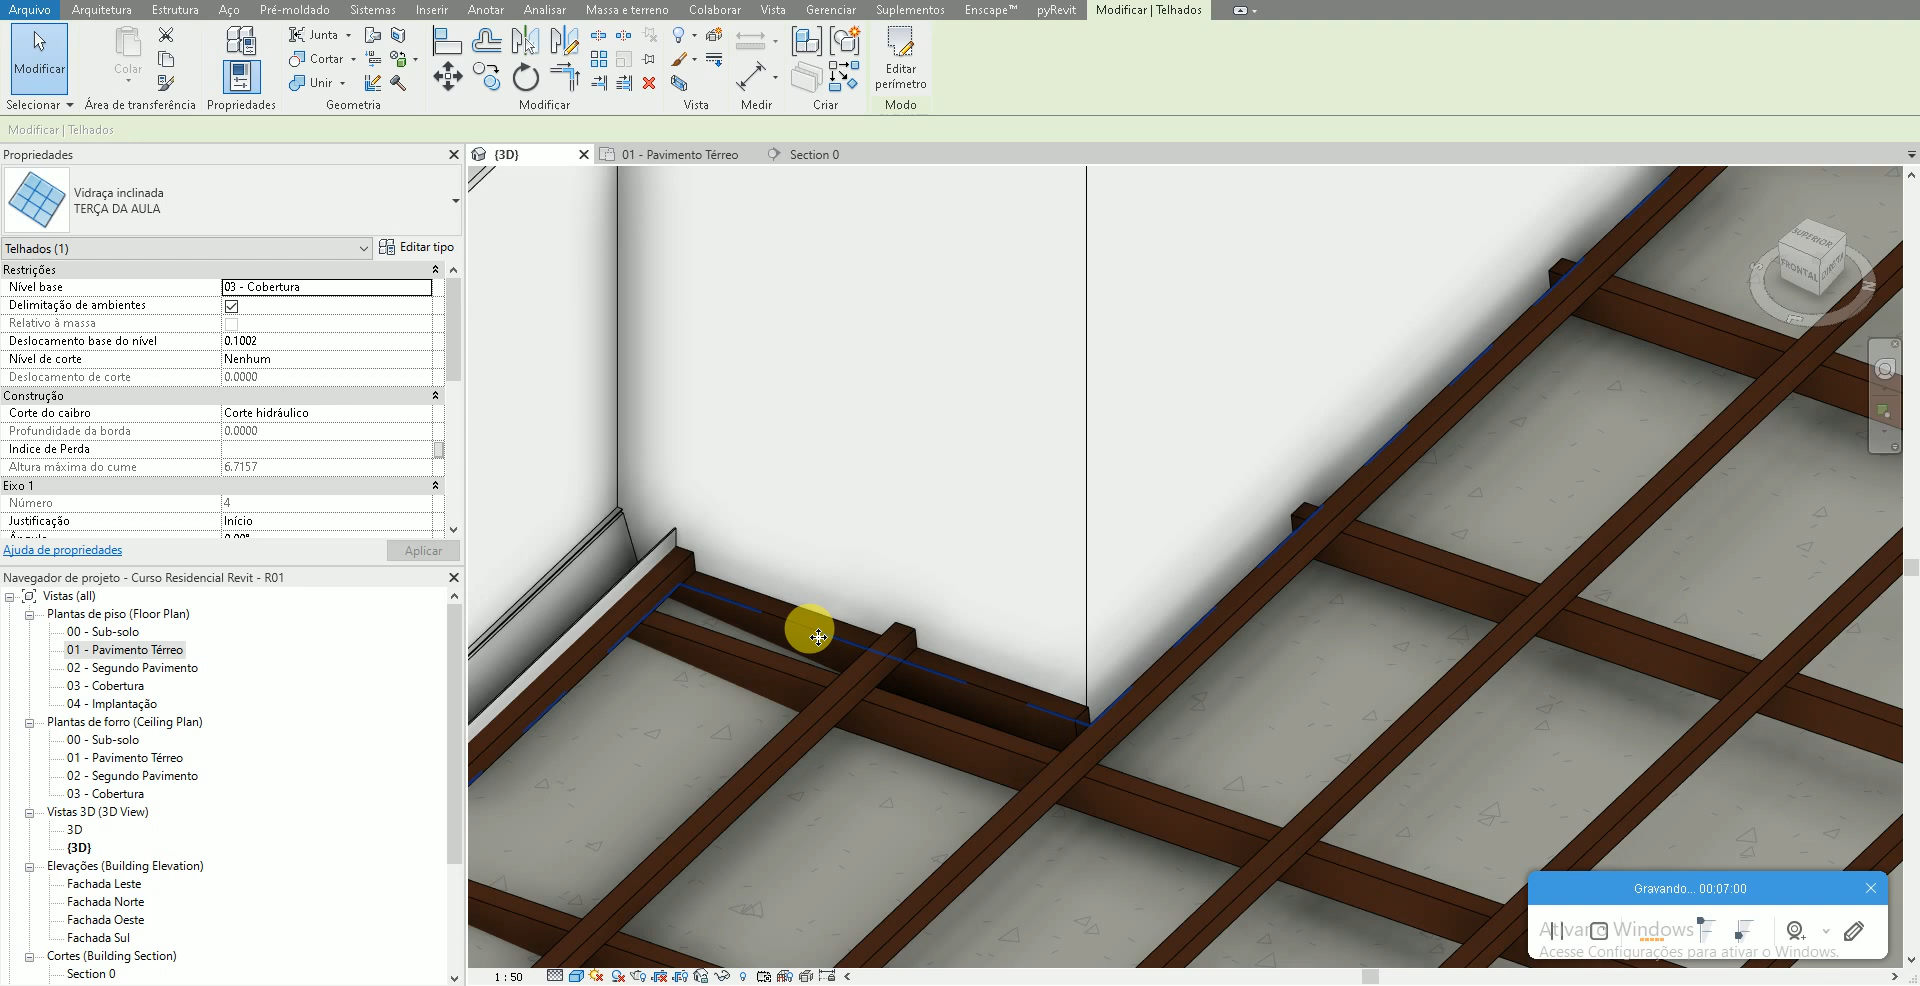 Arquivo Arquitetura Estrutura Aço Pré-moldado Sistemas Inserir Anotar Analisar Massa e terreno Colaborar Vista Gerenciar Suplementos Enscape™ pyRevit Modificar | Telhados
Modificar
Colar
Junta
Cortar
Unir
Editar
perímetro
Selecionar Área de transferência Propriedades Geometria Modificar Vista Medir Criar Modo
Modificar | Telhados
Propriedades
{3D} 01 - Pavimento Térreo Section 0
Vidraça inclinada
TERÇA DA AULA
Telhados (1) Editar tipo
Restrições
Nível base 03 - Cobertura
Delimitação de ambientes
Relativo à massa
Deslocamento base do nível 0.1002
Nível de corte Nenhum
Deslocamento de corte 0.0000
Construção
Corte do caibro Corte hidráulico
Profundidade da borda 0.0000
Indice de Perda
Altura máxima do cume 6.7157
Eixo 1
Número 4
Justificação Início
Ângulo 0.00°
Ajuda de propriedades Aplicar
Navegador de projeto - Curso Residencial Revit - R01
Vistas (all)
Plantas de piso (Floor Plan)
00 - Sub-solo
01 - Pavimento Térreo
02 - Segundo Pavimento
03 - Cobertura
04 - Implantação
Plantas de forro (Ceiling Plan)
00 - Sub-solo
01 - Pavimento Térreo
02 - Segundo Pavimento
03 - Cobertura
Vistas 3D (3D View)
3D
{3D}
Elevações (Building Elevation)
Fachada Leste
Fachada Norte
Fachada Oeste
Fachada Sul
Cortes (Building Section)
Section 0
SUPERIOR
FRONTAL DIREITA
Gravando... 00:07:00
Ativar o Windows
Acesse Configurações para ativar o Windows.
1 : 50